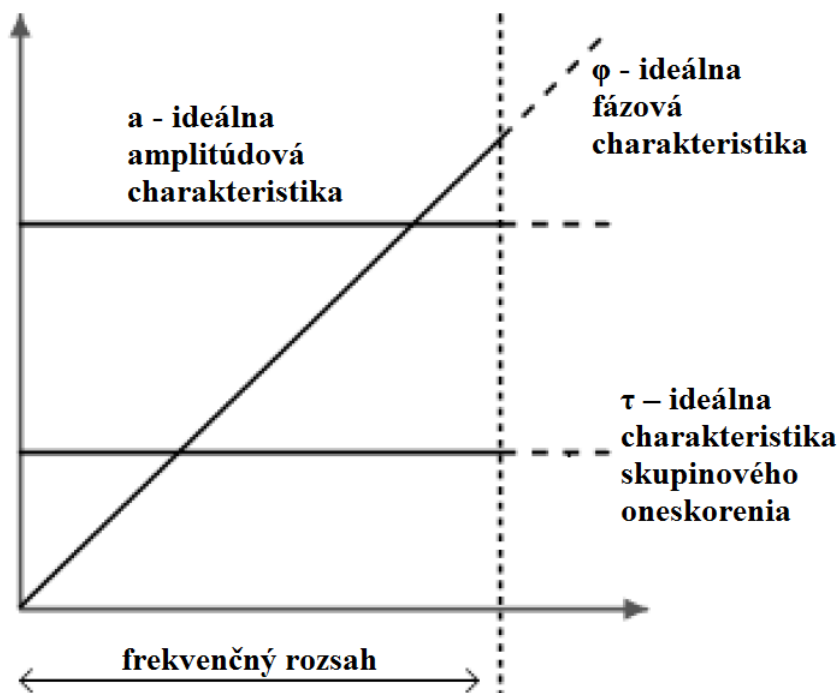 φ - ideálna
fázová
charakteristika
a - ideálna
amplitúdová
charakteristika
τ – ideálna
charakteristika
skupinového
oneskorenia
frekvenčný rozsah